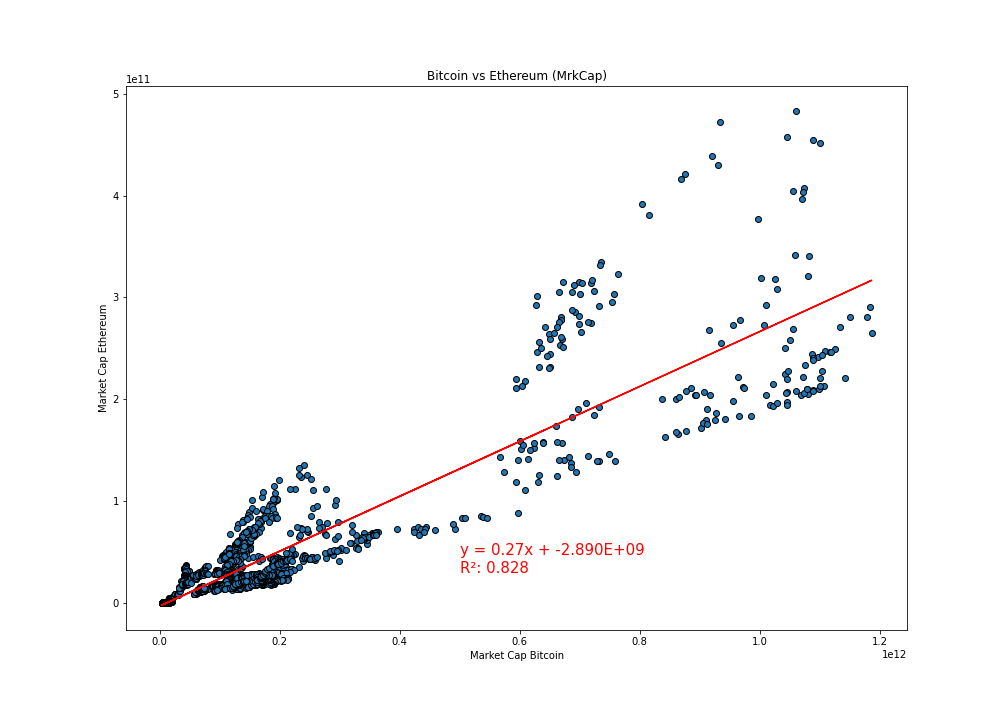 Bitcoin vs Ethereum (MrkCap)
1e11
5
4
3
2
1
0
Market Cap Ethereum
y = 0.27x + -2.890E+09
R²: 0.828
0.0 0.2 0.4 0.6 0.8 1.0 1.2
Market Cap Bitcoin
1e12